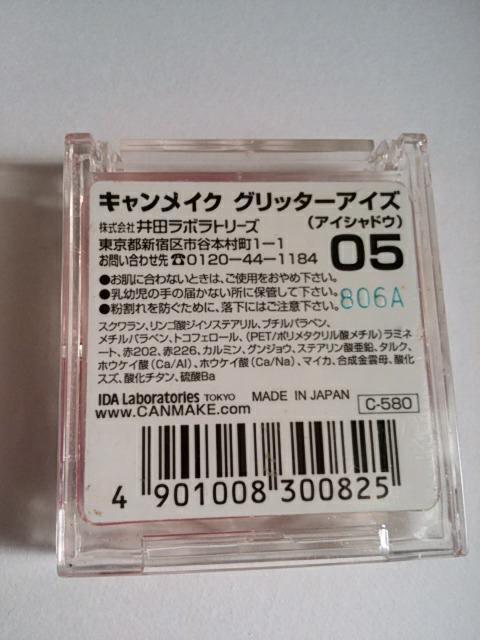 キャンメイク グリッターアイズ
株式会社 井田ラボラトリーズ (アイシャドウ)
東京都新宿区市谷本村町1-1 05
お問い合わせ先 ☎0120-44-1184
●お肌に合わないときは、ご使用をおやめ下さい。
●乳幼児の手の届かない所に保管して下さい。
●粉割れを防ぐために、落下にはご注意下さい。 806A
スクワラン、リンゴ酸ジイソステアリル、ブチルパラベン、
メチルパラベン、トコフェロール、(PET/ポリメタクリル酸メチル)ラミネ
ート、赤202、赤226、カルミン、グンジョウ、ステアリン酸亜鉛、タルク、
ホウケイ酸(Ca/Al)、ホウケイ酸(Ca/Na)、マイカ、合成金雲母、酸化
スズ、酸化チタン、硫酸Ba
IDA Laboratories TOKYO MADE IN JAPAN
www.CANMAKE.com C-580
4 901008 300825